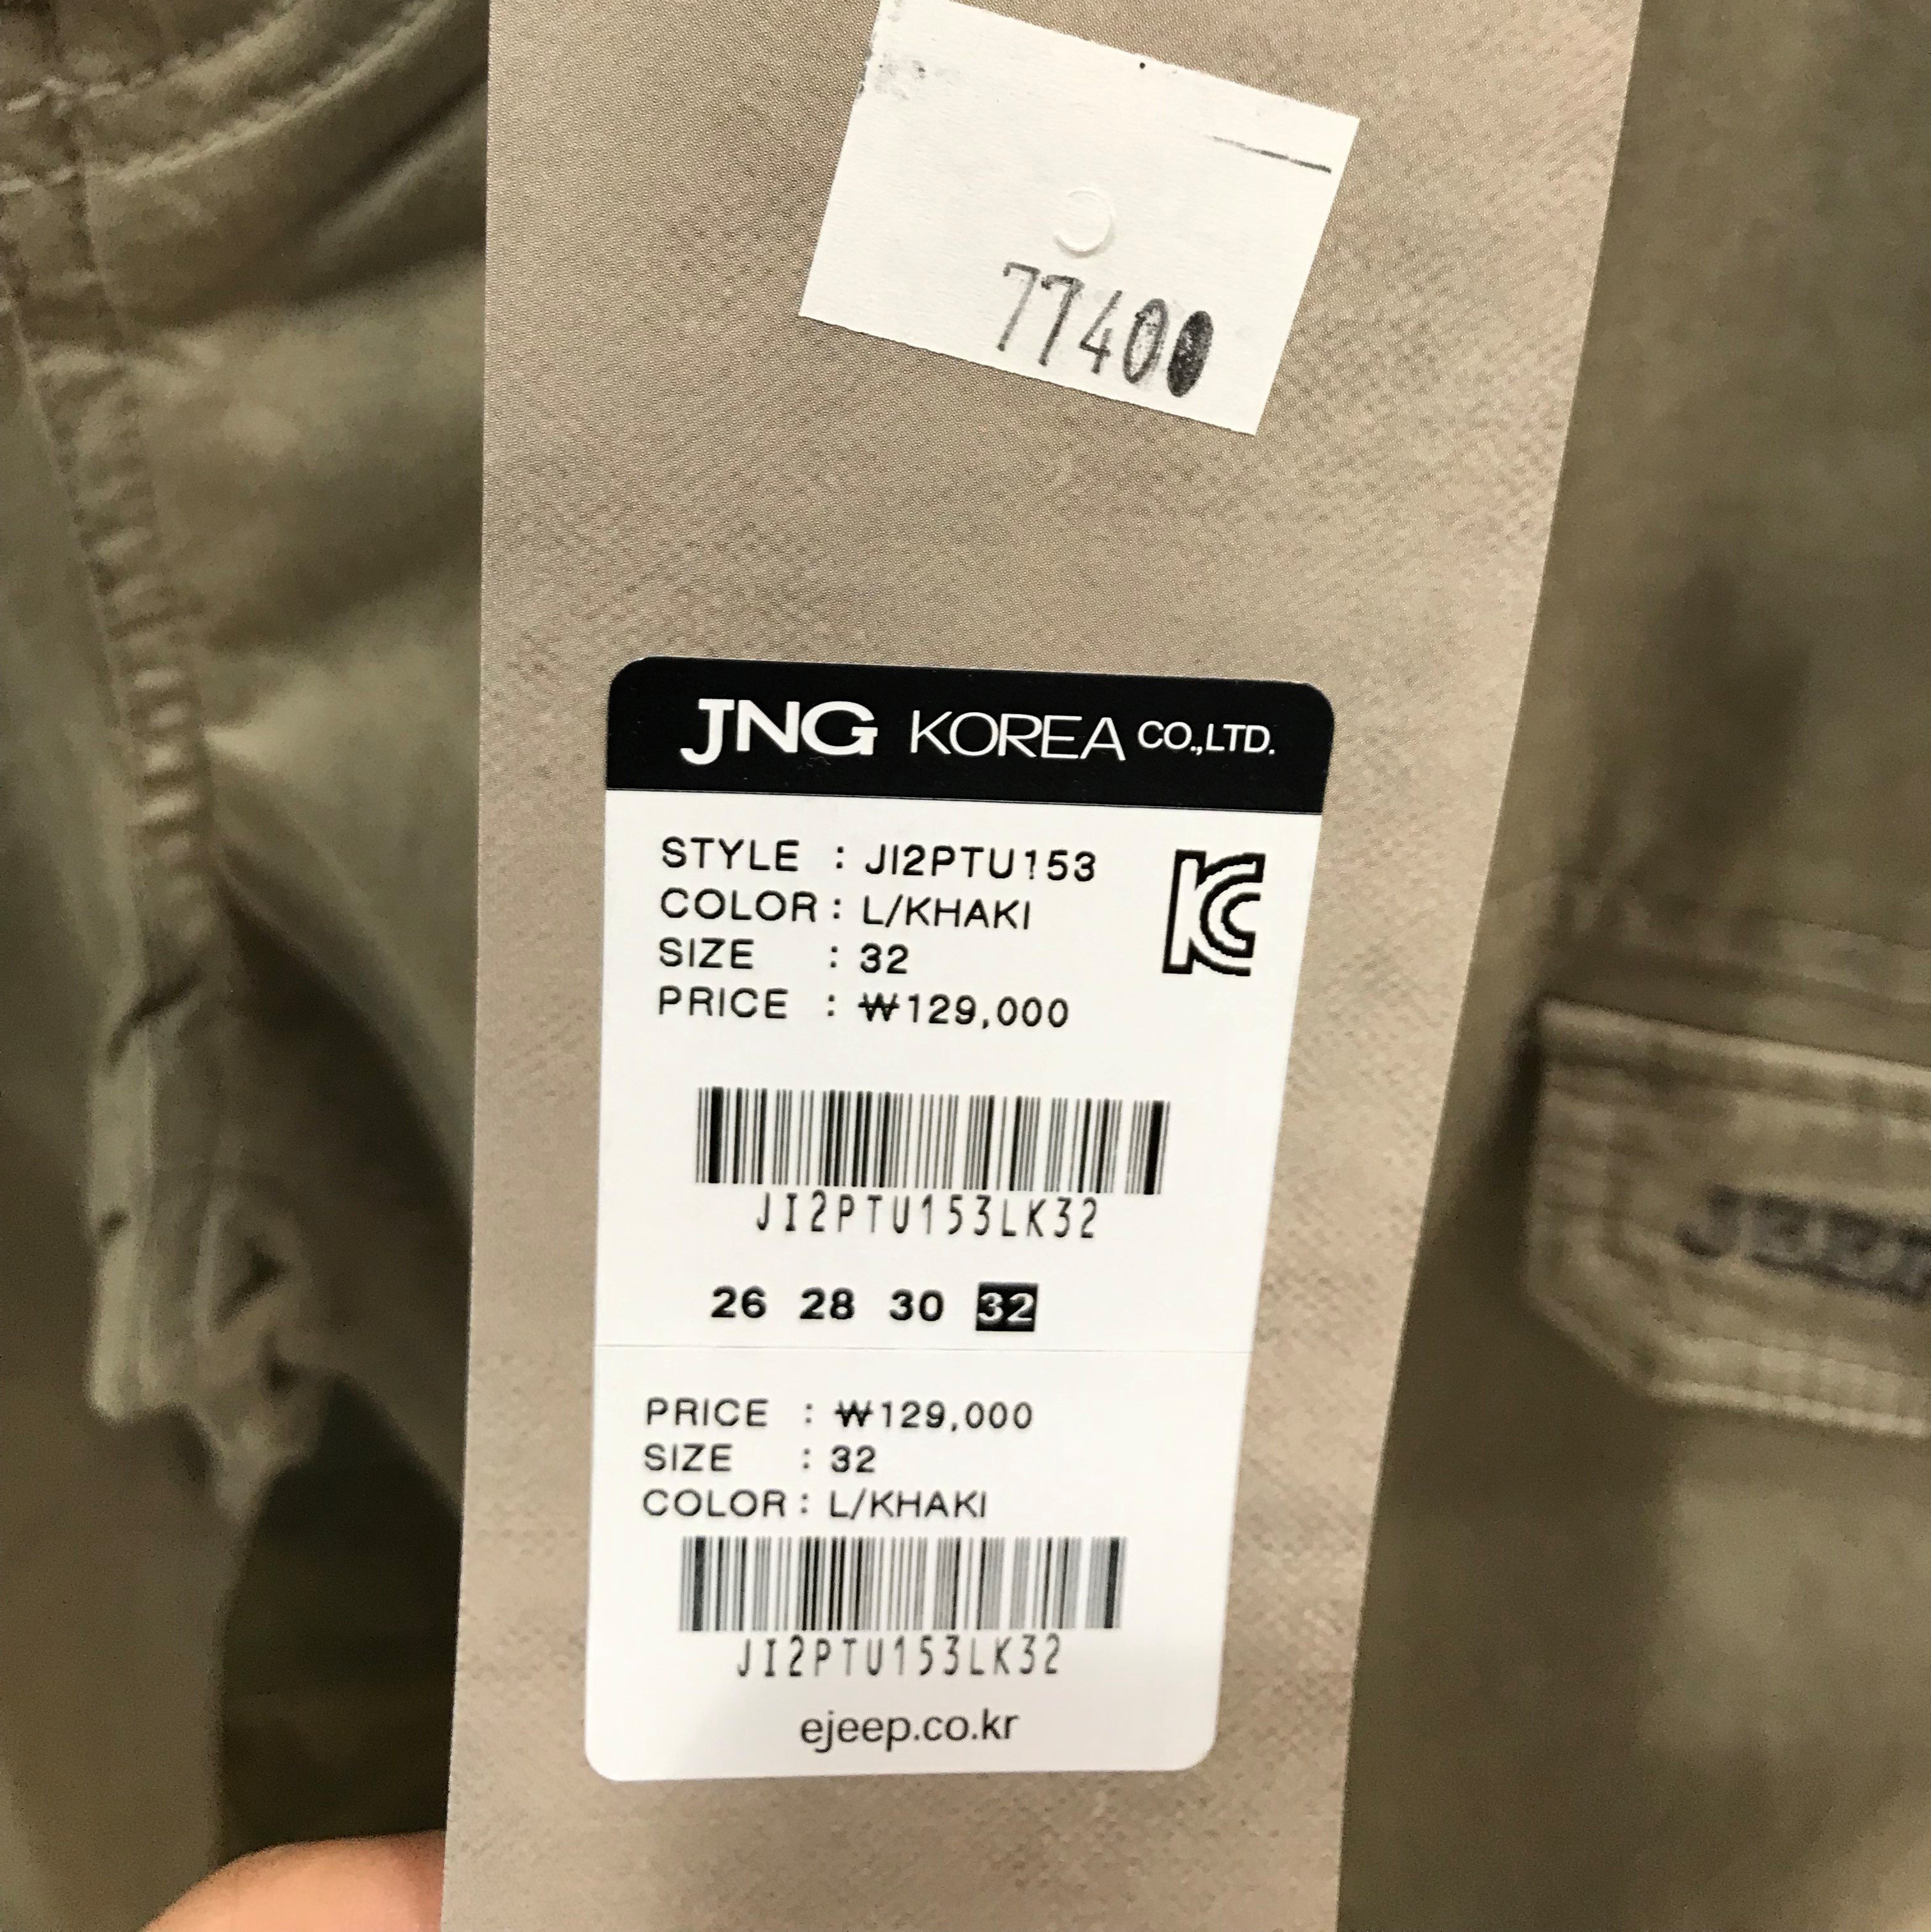 77400
JNG KOREA CO.,LTD.
STYLE : JI2PTU153
COLOR : L/KHAKI
SIZE : 32
PRICE : ₩129,000
JI2PTU153LK32
26 28 30 32
PRICE : ₩129,000
SIZE : 32
COLOR : L/KHAKI
JI2PTU153LK32
ejeep.co.kr
JEEP